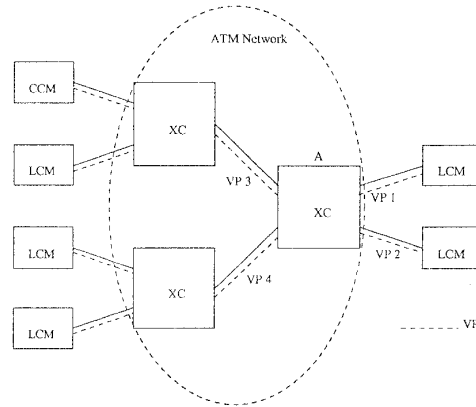 ATM Network
CCM
XC
LCM
A
VP 3
LCM
XC
VP 1
LCM
VP 2
LCM
XC
VP 4
LCM
VP